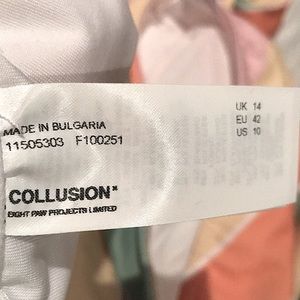 MADE IN BULGARIA
11505303 F100251
UK 14
EU 42
US 10
COLLUSION*
EIGHT PAW PROJECTS LIMITED